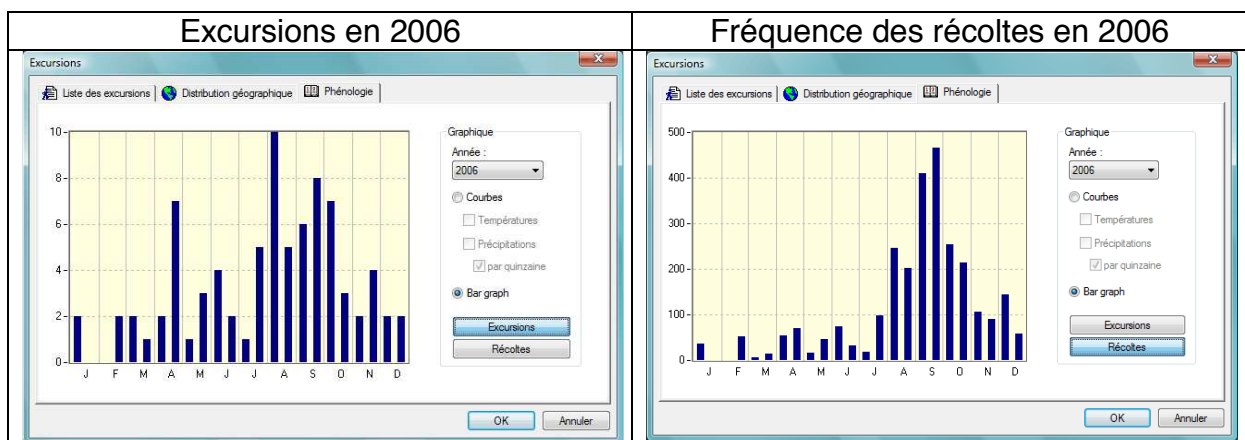 Excursions en 2006
Fréquence des récoltes en 2006
Excursions
Liste des excursions Distribution géographique Phénologie
10
8
6
4
2
0
J F M A M J J A S O N D
Graphique
Année :
2006
Courbes
Températures
Précipitations
par quinzaine
Bar graph
Excursions
Récoltes
OK Annuler
Excursions
Liste des excursions Distribution géographique Phénologie
500
400
300
200
100
0
J F M A M J J A S O N D
Graphique
Année :
2006
Courbes
Températures
Précipitations
par quinzaine
Bar graph
Excursions
Récoltes
OK Annuler